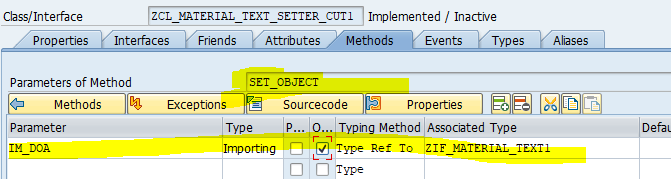 Class/Interface ZCL_MATERIAL_TEXT_SETTER_CUT1 Implemented / Inactive
Properties Interfaces Friends Attributes Methods Events Types Aliases
Parameters of Method SET_OBJECT
Methods Exceptions Sourcecode Properties
Parameter Type P... O... Typing Method Associated Type Defau
IM_DOA Importing Type Ref To ZIF_MATERIAL_TEXT1
Type